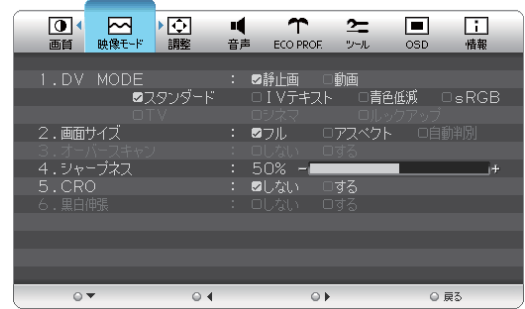 画質 映像モード 調整 音声 ECO PROF. ツール OSD 情報
1.DV MODE : ☑静止画 □動画
☑スタンダード □IVテキスト □青色低減 □sRGB
□TV □シネマ □ルックアップ
2.画面サイズ : ☑フル □アスペクト □自動判別
3.オーバースキャン : □しない □する
4.シャープネス : 50% - +
5.CRO : ☑しない □する
6.黒白伸張 : □しない □する
戻る